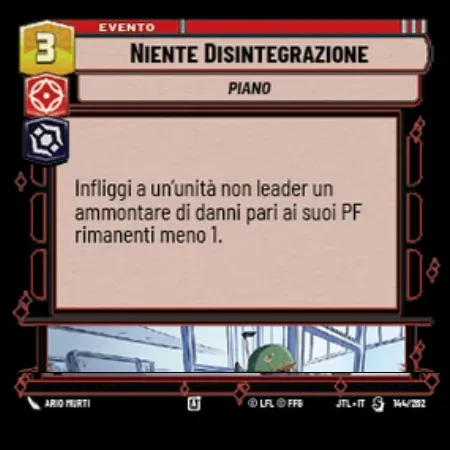 EVENTO
3
NIENTE DISINTEGRAZIONE
PIANO
Infliggi a un'unità non leader un
ammontare di danni pari ai suoi PF
rimanenti meno 1.
ARIO MURTI
© LFL © FFG
JTL • IT
144/262